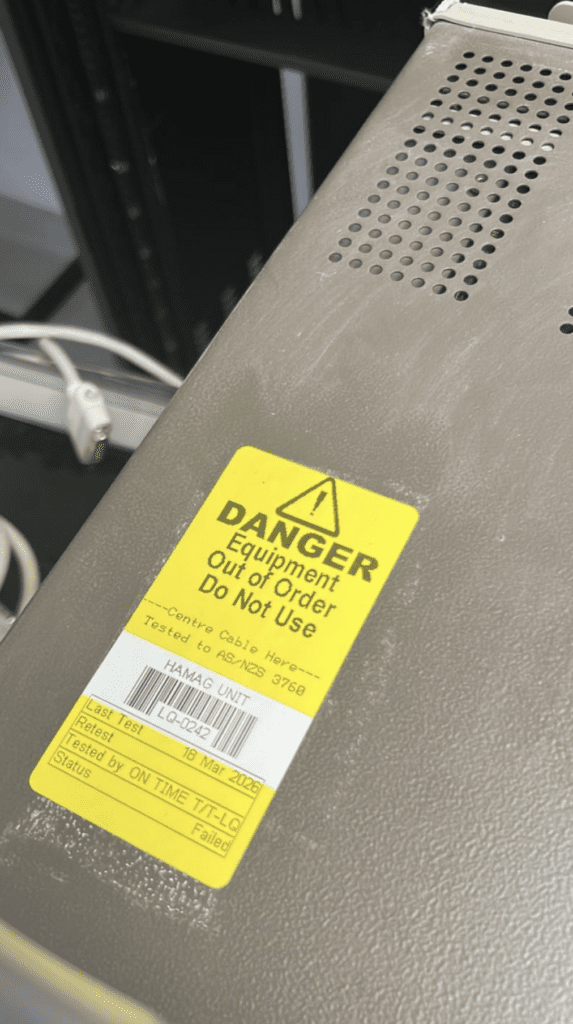 DANGER
Equipment
Out of Order
Do Not Use
----Centre Cable Here----
Tested to AS/NZS 3760
HAMAG UNIT
LQ-0242
Last Test 18 Mar 2026
Retest
Tested by ON TIME T/T-LQ
Status Failed